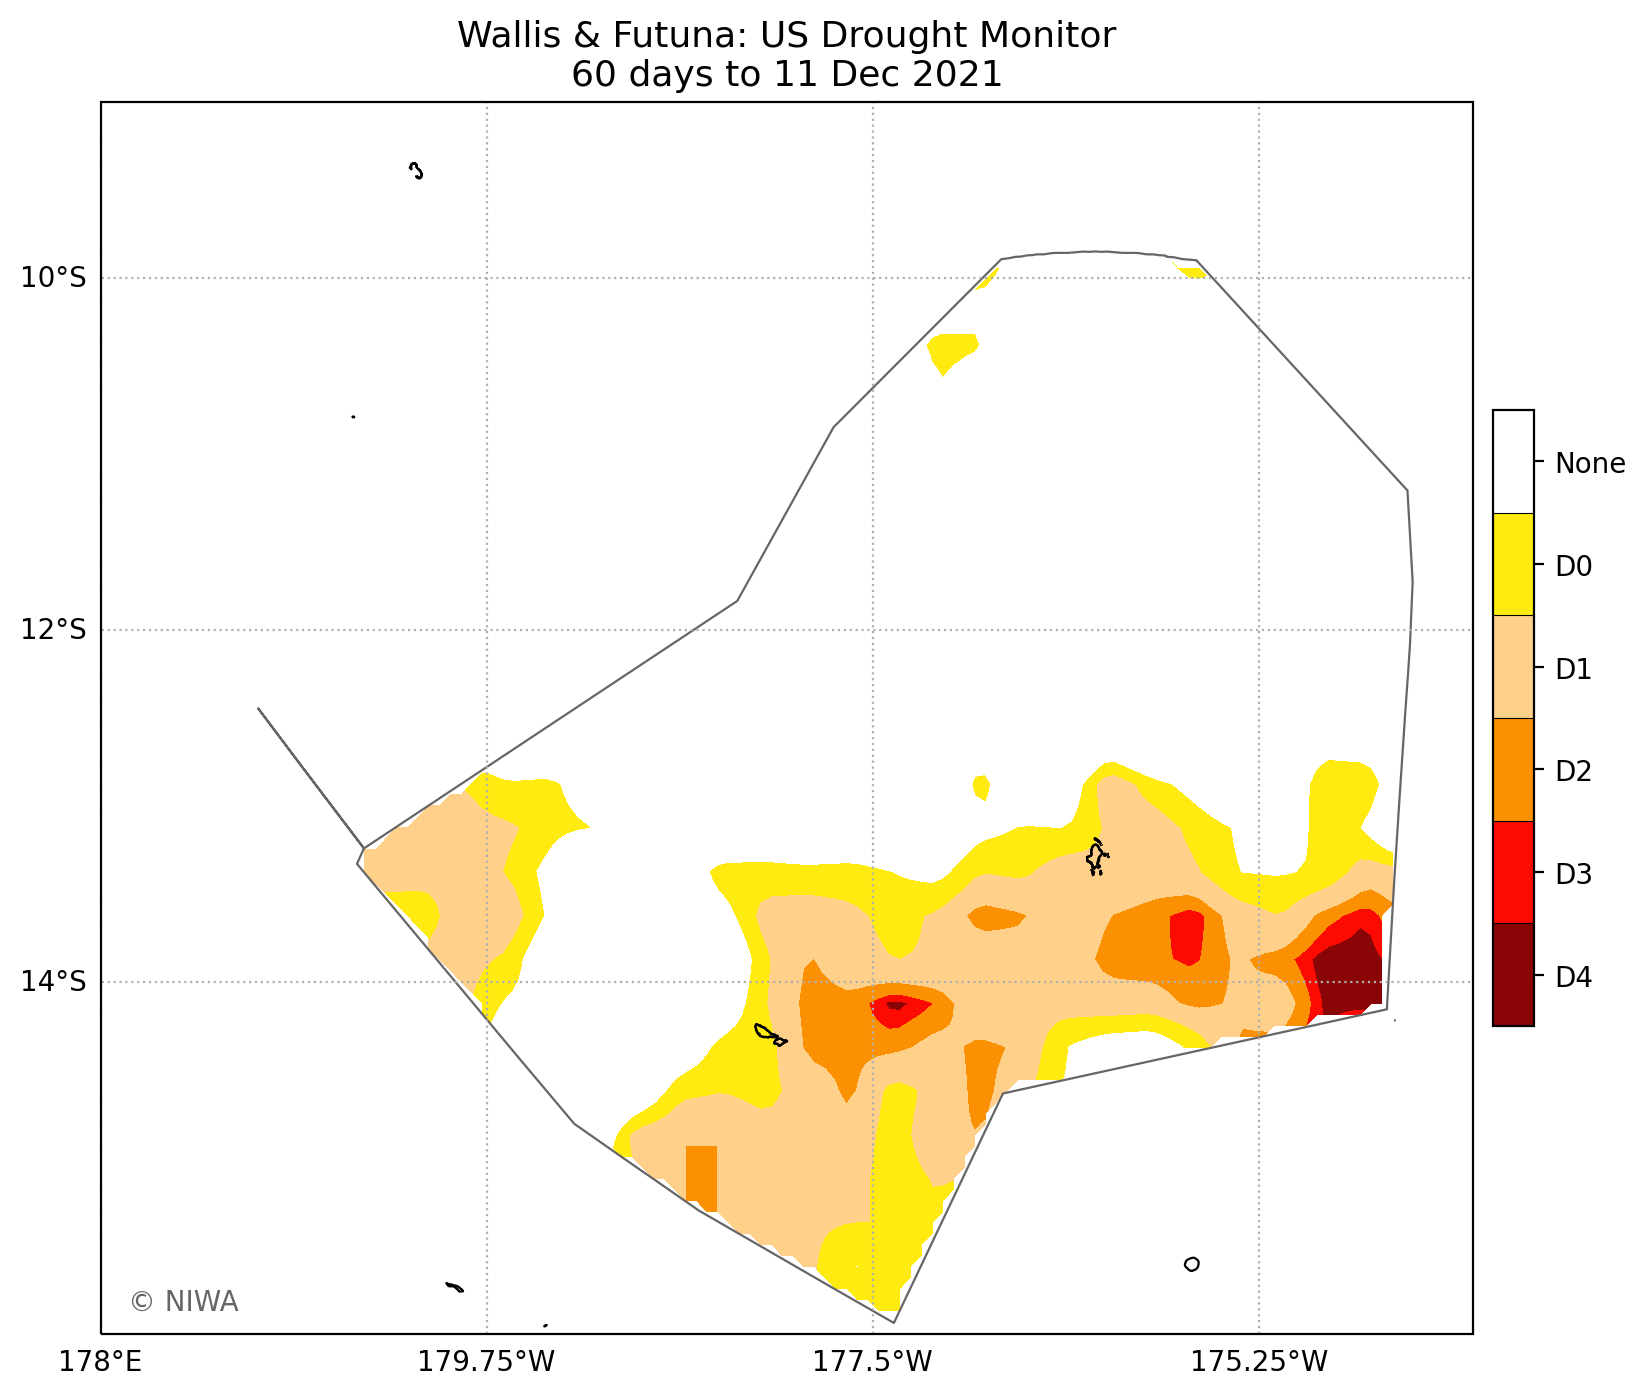 Wallis & Futuna: US Drought Monitor
60 days to 11 Dec 2021
10°S
12°S
14°S
178°E
179.75°W
177.5°W
175.25°W
None
D0
D1
D2
D3
D4
© NIWA